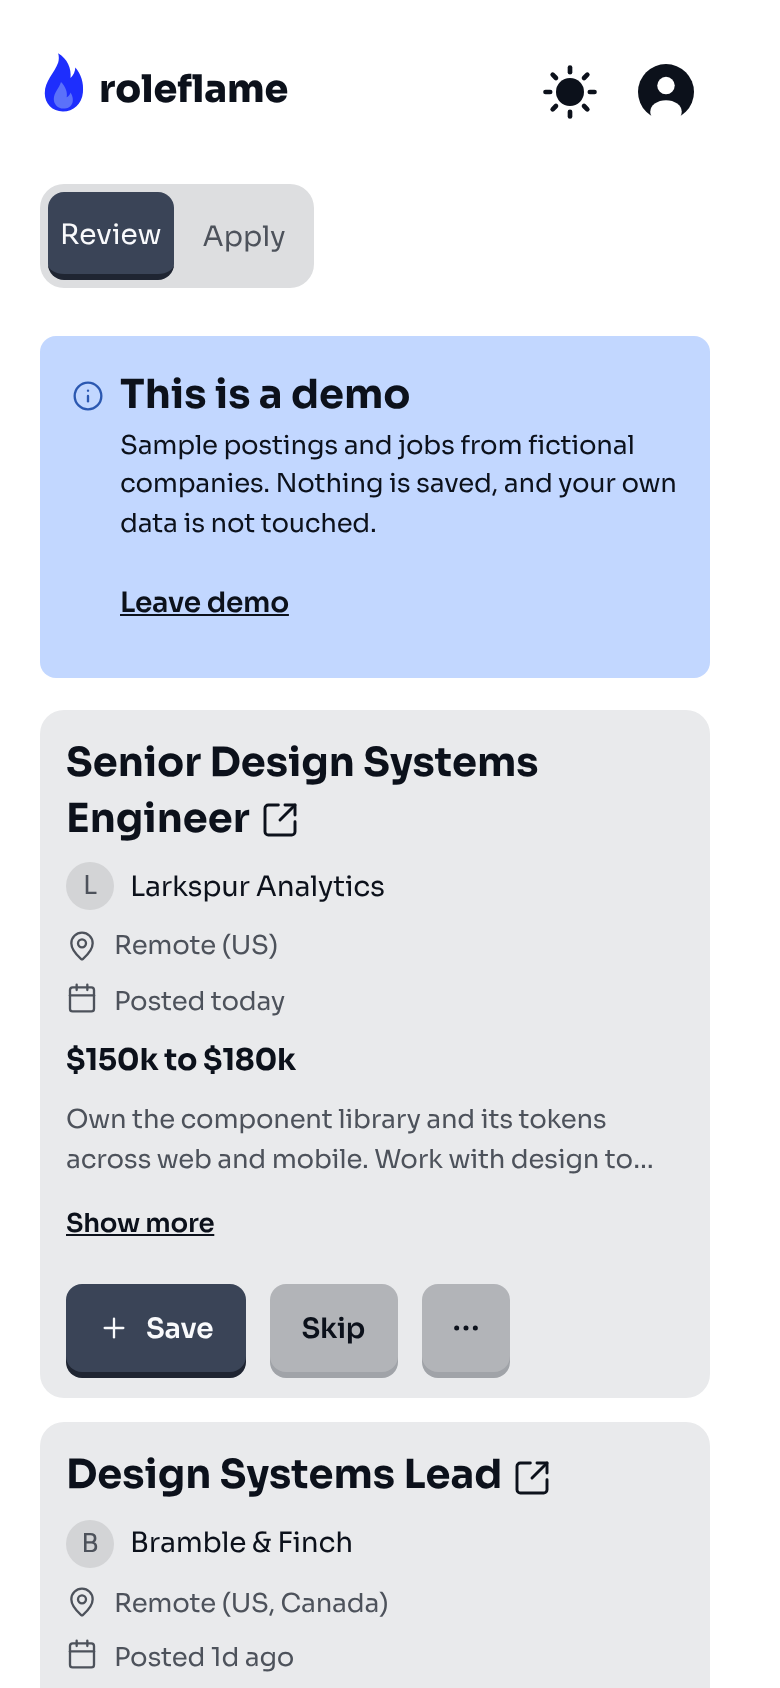 roleflame
Review
Apply
This is a demo
Sample postings and jobs from fictional
companies. Nothing is saved, and your own
data is not touched.
Leave demo
Senior Design Systems
Engineer
L
Larkspur Analytics
Remote (US)
Posted today
$150k to $180k
Own the component library and its tokens
across web and mobile. Work with design to...
Show more
Save
Skip
Design Systems Lead
B
Bramble & Finch
Remote (US, Canada)
Posted 1d ago